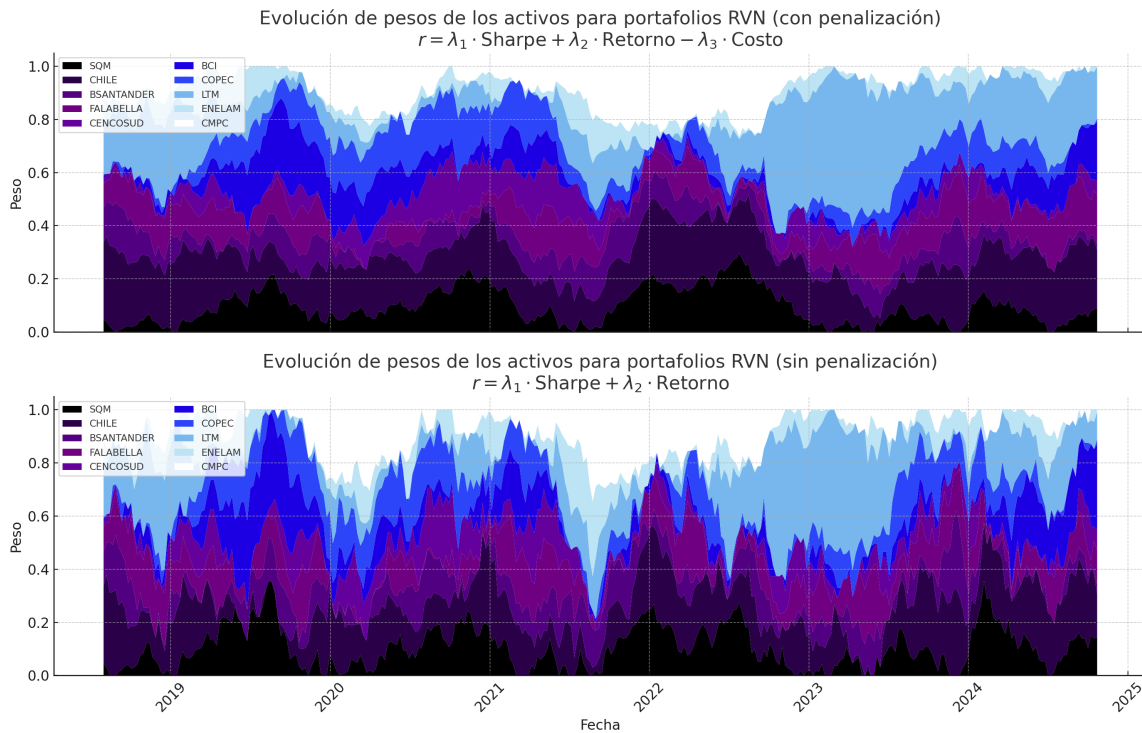 Evolución de pesos de los activos para portafolios RVN (con penalización)
r = λ₁ · Sharpe + λ₂ · Retorno − λ₃ · Costo
1.0
0.8
0.6
0.4
0.2
0.0
Peso
SQM
CHILE
BSANTANDER
FALABELLA
CENCOSUD
BCI
COPEC
LTM
ENELAM
CMPC
Evolución de pesos de los activos para portafolios RVN (sin penalización)
r = λ₁ · Sharpe + λ₂ · Retorno
1.0
0.8
0.6
0.4
0.2
0.0
Peso
SQM
CHILE
BSANTANDER
FALABELLA
CENCOSUD
BCI
COPEC
LTM
ENELAM
CMPC
2019
2020
2021
2022
2023
2024
2025
Fecha